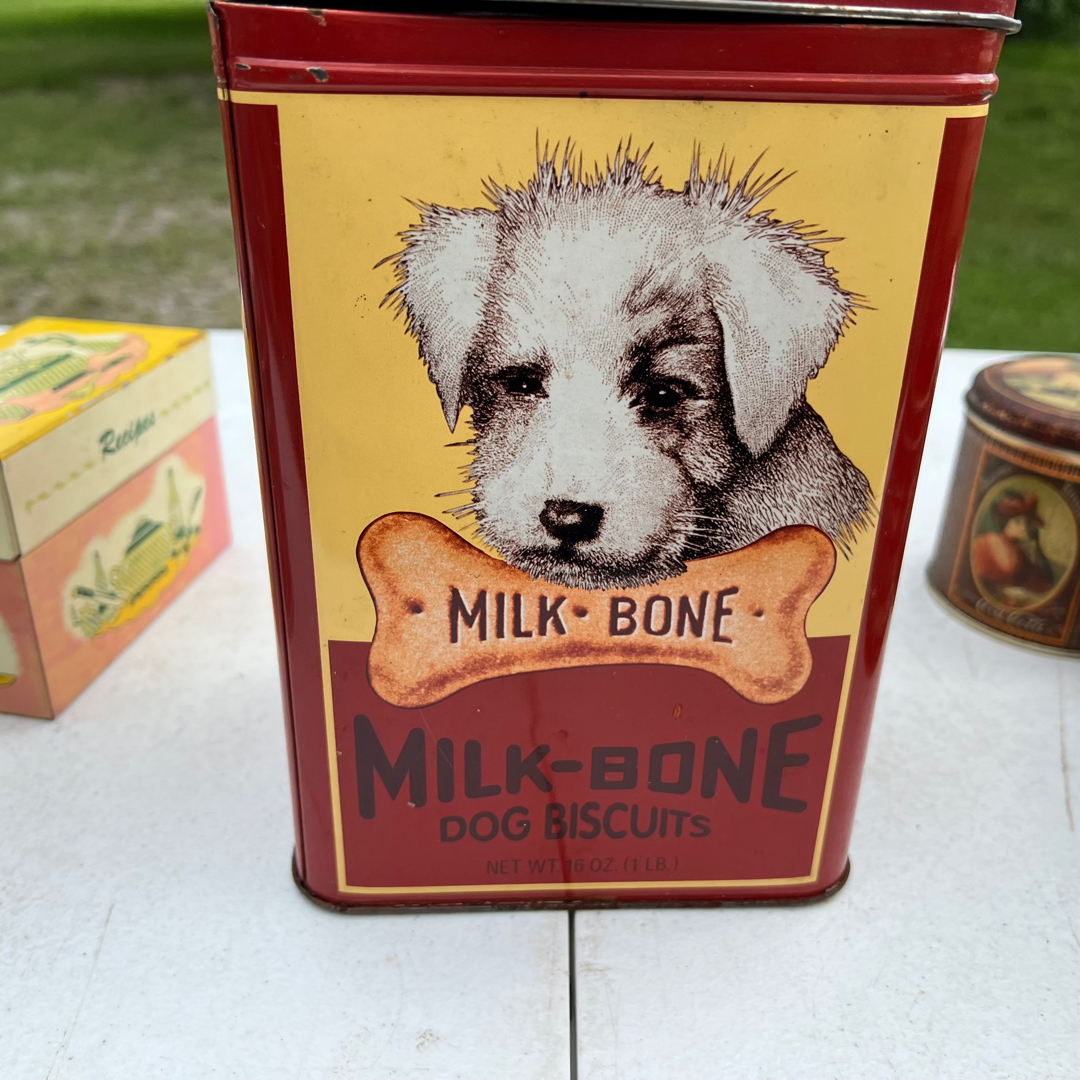 Recipes
MILK • BONE
MILK-BONE
DOG BISCUITS
NET WT. 16 OZ. (1 LB.)